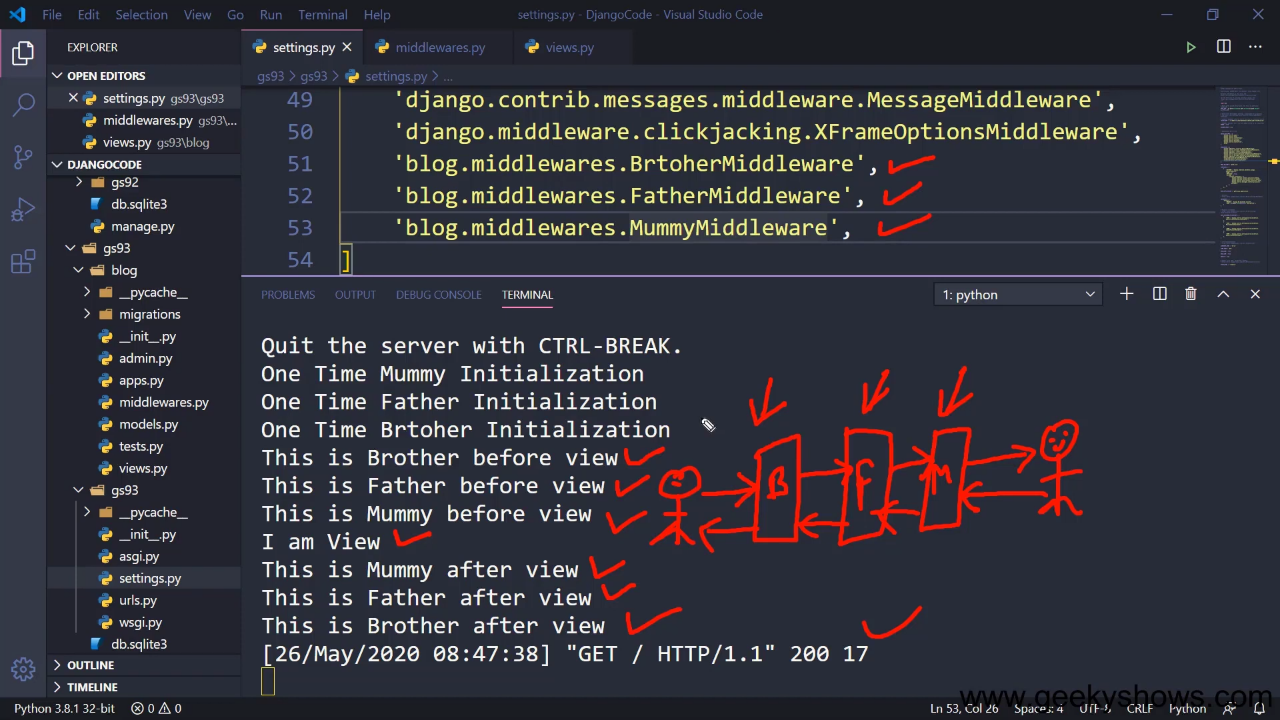 File Edit Selection View Go Run Terminal Help settings.py - DjangoCode - Visual Studio Code
EXPLORER
OPEN EDITORS
settings.py gs93\gs93
middlewares.py gs93\...
views.py gs93\blog
DJANGOCODE
gs92
db.sqlite3
manage.py
gs93
blog
__pycache__
migrations
__init__.py
admin.py
apps.py
middlewares.py
models.py
tests.py
views.py
gs93
__pycache__
__init__.py
asgi.py
settings.py
urls.py
wsgi.py
db.sqlite3
OUTLINE
TIMELINE
settings.py middlewares.py views.py
gs93 > gs93 > settings.py > ...
49 'django.contrib.messages.middleware.MessageMiddleware',
50 'django.middleware.clickjacking.XFrameOptionsMiddleware',
51 'blog.middlewares.BrtoherMiddleware',
52 'blog.middlewares.FatherMiddleware',
53 'blog.middlewares.MummyMiddleware',
54 ]
PROBLEMS OUTPUT DEBUG CONSOLE TERMINAL 1: python
Quit the server with CTRL-BREAK.
One Time Mummy Initialization
One Time Father Initialization
One Time Brtoher Initialization
This is Brother before view
This is Father before view
This is Mummy before view
I am View
This is Mummy after view
This is Father after view
This is Brother after view
[26/May/2020 08:47:38] "GET / HTTP/1.1" 200 17
B F M
www.geekyshows.com
Python 3.8.1 32-bit 0 0 Ln 53, Col 26 Spaces: 4 UTF-8 CRLF Python